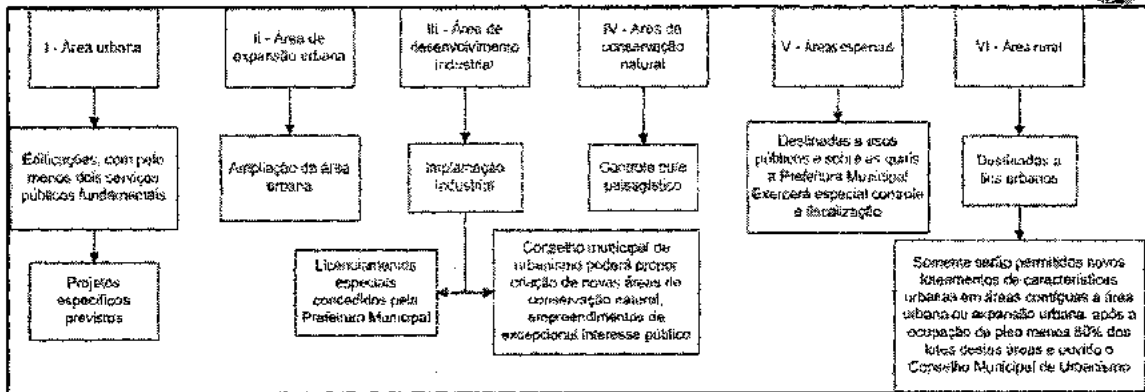 I - Área urbana
II - Área de
expansão urbana
III - Área de
desenvolvimento
industrial
IV - Area de
conservação
natural
V - Áreas especiais
VI - Área rural
Edificações, com pelo
menos dois serviços
públicos fundamentais
Ampliação da área
urbana
Implantação
industrial
Controle
paisagístico
Destinadas a usos
públicos e sobre as quais
a Prefeitura Municipal
Exercerá especial controle
e fiscalização
Destinadas a
fins urbanos
Projetos
específicos
previstos
Licenciamentos
especiais
concedidos pela
Prefeitura Municipal
Conselho municipal de
urbanismo poderá propor
criação de novas áreas de
conservação natural,
empreendimentos de
excepcional interesse público
Somente serão permitidos novos
loteamentos de características
urbanas em áreas contíguas a área
urbana ou expansão urbana, após a
ocupação de pleo menos 80% dos
lotes destas áreas e ouvido o
Conselho Municipal de Urbanismo